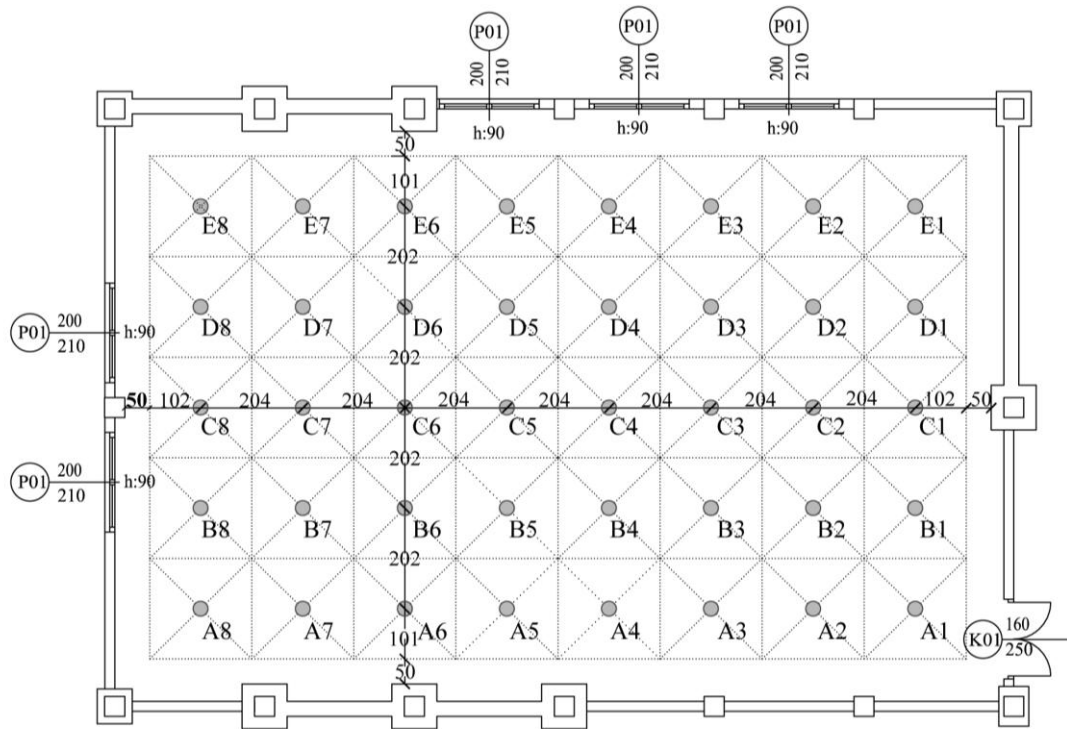 P01 P01 P01
200 210 200 210 200 210
h:90 h:90 h:90
50
101
E8 E7 E6 E5 E4 E3 E2 E1
202
D8 D7 D6 D5 D4 D3 D2 D1
P01 200 210 h:90
202
50 102 204 204 204 204 204 204 204 102 50
C8 C7 C6 C5 C4 C3 C2 C1
202
P01 200 210 h:90
B8 B7 B6 B5 B4 B3 B2 B1
202
A8 A7 A6 A5 A4 A3 A2 A1
101
K01 160 250
50